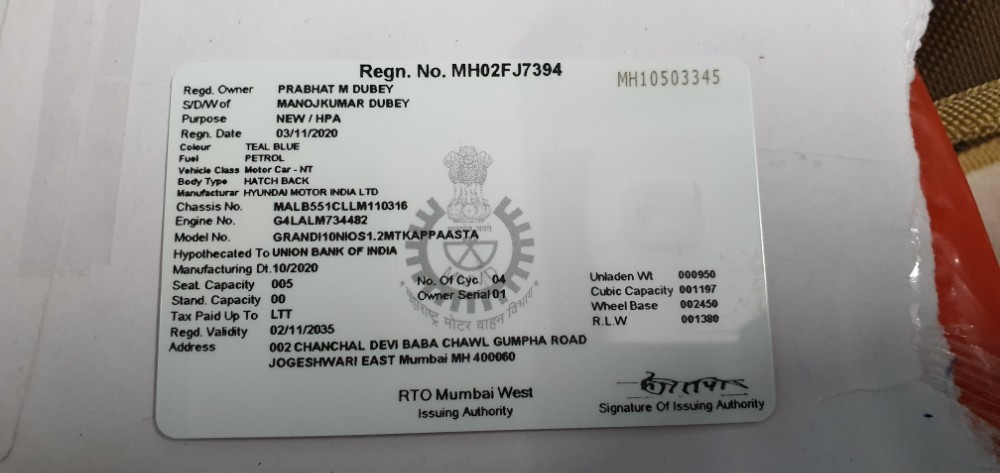 Regn. No. MH02FJ7394
MH10503345
Regd. Owner PRABHAT M DUBEY
S/D/W of MANOJKUMAR DUBEY
Purpose NEW / HPA
Regn. Date 03/11/2020
Colour TEAL BLUE
Fuel PETROL
Vehicle Class Motor Car - NT
Body Type HATCH BACK
Manufacturar HYUNDAI MOTOR INDIA LTD
Chassis No. MALB551CLLM110316
Engine No. G4LALM734482
Model No. GRANDI10NIOS1.2MTKAPPAASTA
Hypothecated To UNION BANK OF INDIA
Manufacturing Dt. 10/2020
Seat Capacity 005
Stand. Capacity 00
Tax Paid Up To LTT
Regd. Validity 02/11/2035
Address 002 CHANCHAL DEVI BABA CHAWL GUMPHA ROAD
JOGESHWARI EAST Mumbai MH 400060
No. Of Cyc 04
Owner Serial 01
Unladen Wt 000950
Cubic Capacity 001197
Wheel Base 002450
R.L.W 001380
महाराष्ट्र मोटर वाहन विभाग
RTO Mumbai West
Issuing Authority
Signature Of Issuing Authority